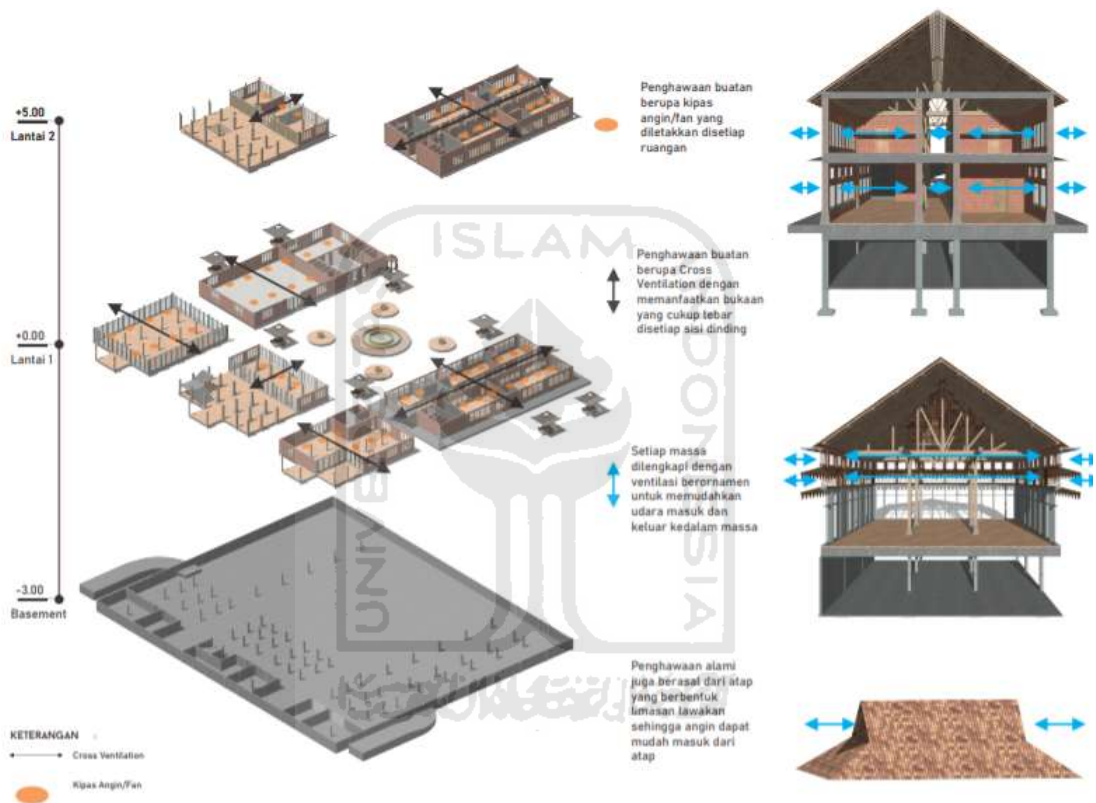 +5.00
Lantai 2
+0.00
Lantai 1
-3.00
Basement
Penghawaan buatan
berupa kipas
angin/fan yang
diletakkan disetiap
ruangan
Penghawaan buatan
berupa Cross
Ventilation dengan
memanfaatkan bukaan
yang cukup lebar
disetiap sisi dinding
Setiap massa
dilengkapi dengan
ventilasi berornamen
untuk memudahkan
udara masuk dan
keluar kedalam massa
Penghawaan alami
juga berasal dari atap
yang berbentuk
limasan lawakan
sehingga angin dapat
mudah masuk dari
atap
KETERANGAN :
Cross Ventilation
Kipas Angin/Fan
ISLAM
UNIVERSITAS
INDONESIA